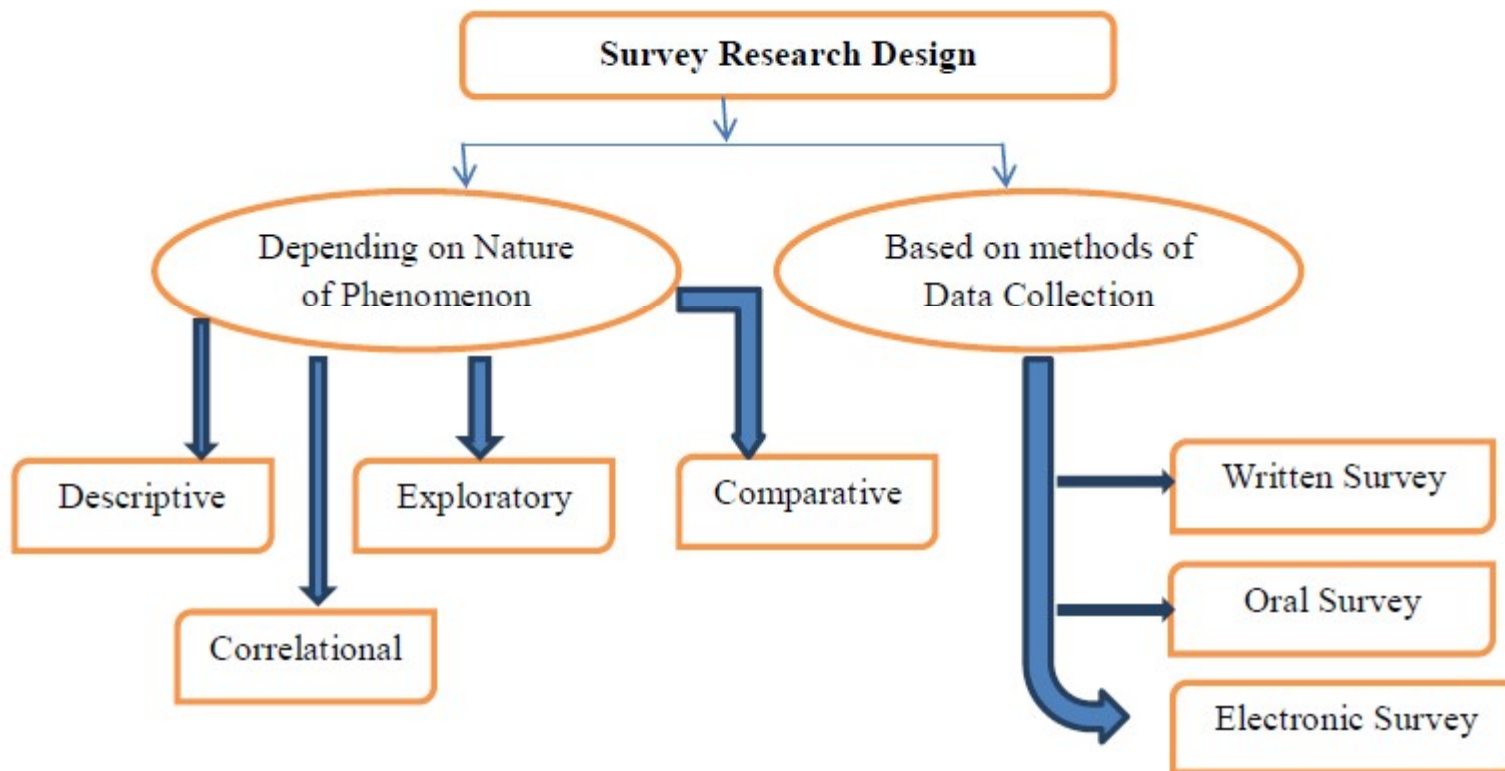 Survey Research Design
Depending on Nature
of Phenomenon
Based on methods of
Data Collection
Descriptive
Exploratory
Comparative
Correlational
Written Survey
Oral Survey
Electronic Survey